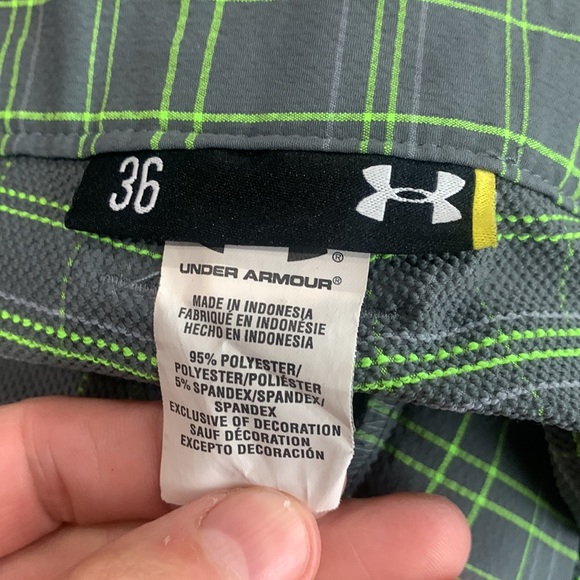 36
®
UNDER ARMOUR®
MADE IN INDONESIA
FABRIQUÉ EN INDONÉSIE
HECHO EN INDONESIA
95% POLYESTER/
POLYESTER/POLIÉSTER
5% SPANDEX/SPANDEX/
SPANDEX
EXCLUSIVE OF DECORATION
SAUF DÉCORATION
EXCEPTO DECORACIÓN